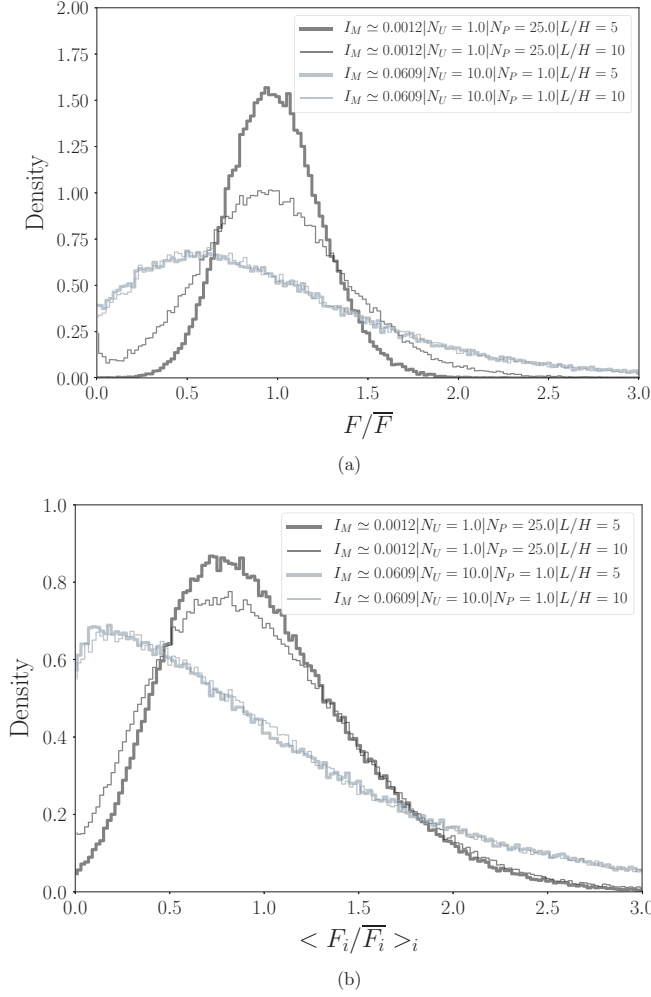 2.00
1.75
1.50
1.25
1.00
0.75
0.50
0.25
0.00
Density
I_M ≃ 0.0012|N_U = 1.0|N_P = 25.0|L/H = 5
I_M ≃ 0.0012|N_U = 1.0|N_P = 25.0|L/H = 10
I_M ≃ 0.0609|N_U = 10.0|N_P = 1.0|L/H = 5
I_M ≃ 0.0609|N_U = 10.0|N_P = 1.0|L/H = 10
0.0 0.5 1.0 1.5 2.0 2.5 3.0
F/F̅
(a)
1.0
0.8
0.6
0.4
0.2
0.0
Density
I_M ≃ 0.0012|N_U = 1.0|N_P = 25.0|L/H = 5
I_M ≃ 0.0012|N_U = 1.0|N_P = 25.0|L/H = 10
I_M ≃ 0.0609|N_U = 10.0|N_P = 1.0|L/H = 5
I_M ≃ 0.0609|N_U = 10.0|N_P = 1.0|L/H = 10
0.0 0.5 1.0 1.5 2.0 2.5 3.0
< F_i/F̅_i >_i
(b)